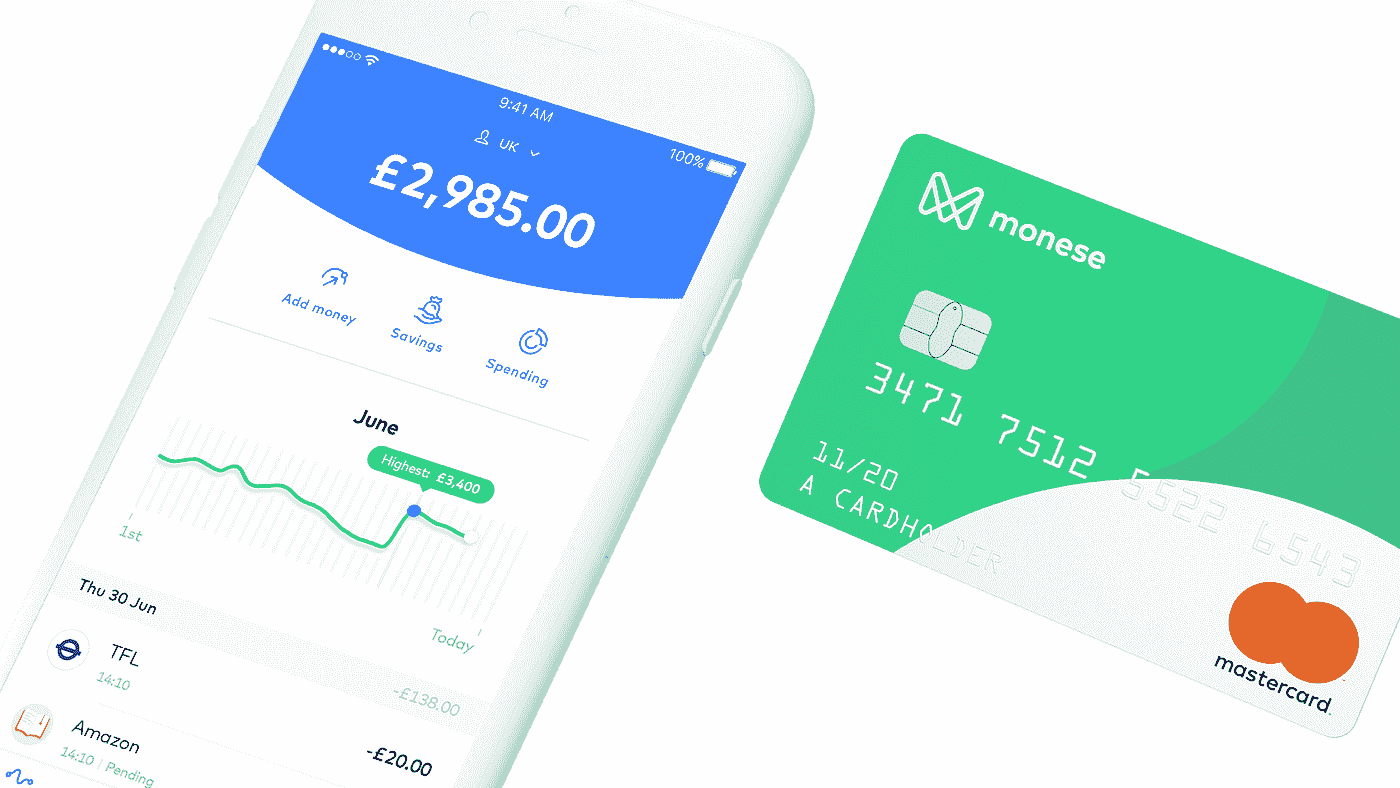 9:41 AM
100%
UK
£2,985.00
Add money
Savings
Spending
June
Highest: £3,400
1st
Today
Thu 30 Jun
TFL
14:10
-£138.00
Amazon
14:10 | Pending
-£20.00
monese
3471 7512 5522 6543
11/20
A CARDHOLDER
mastercard.